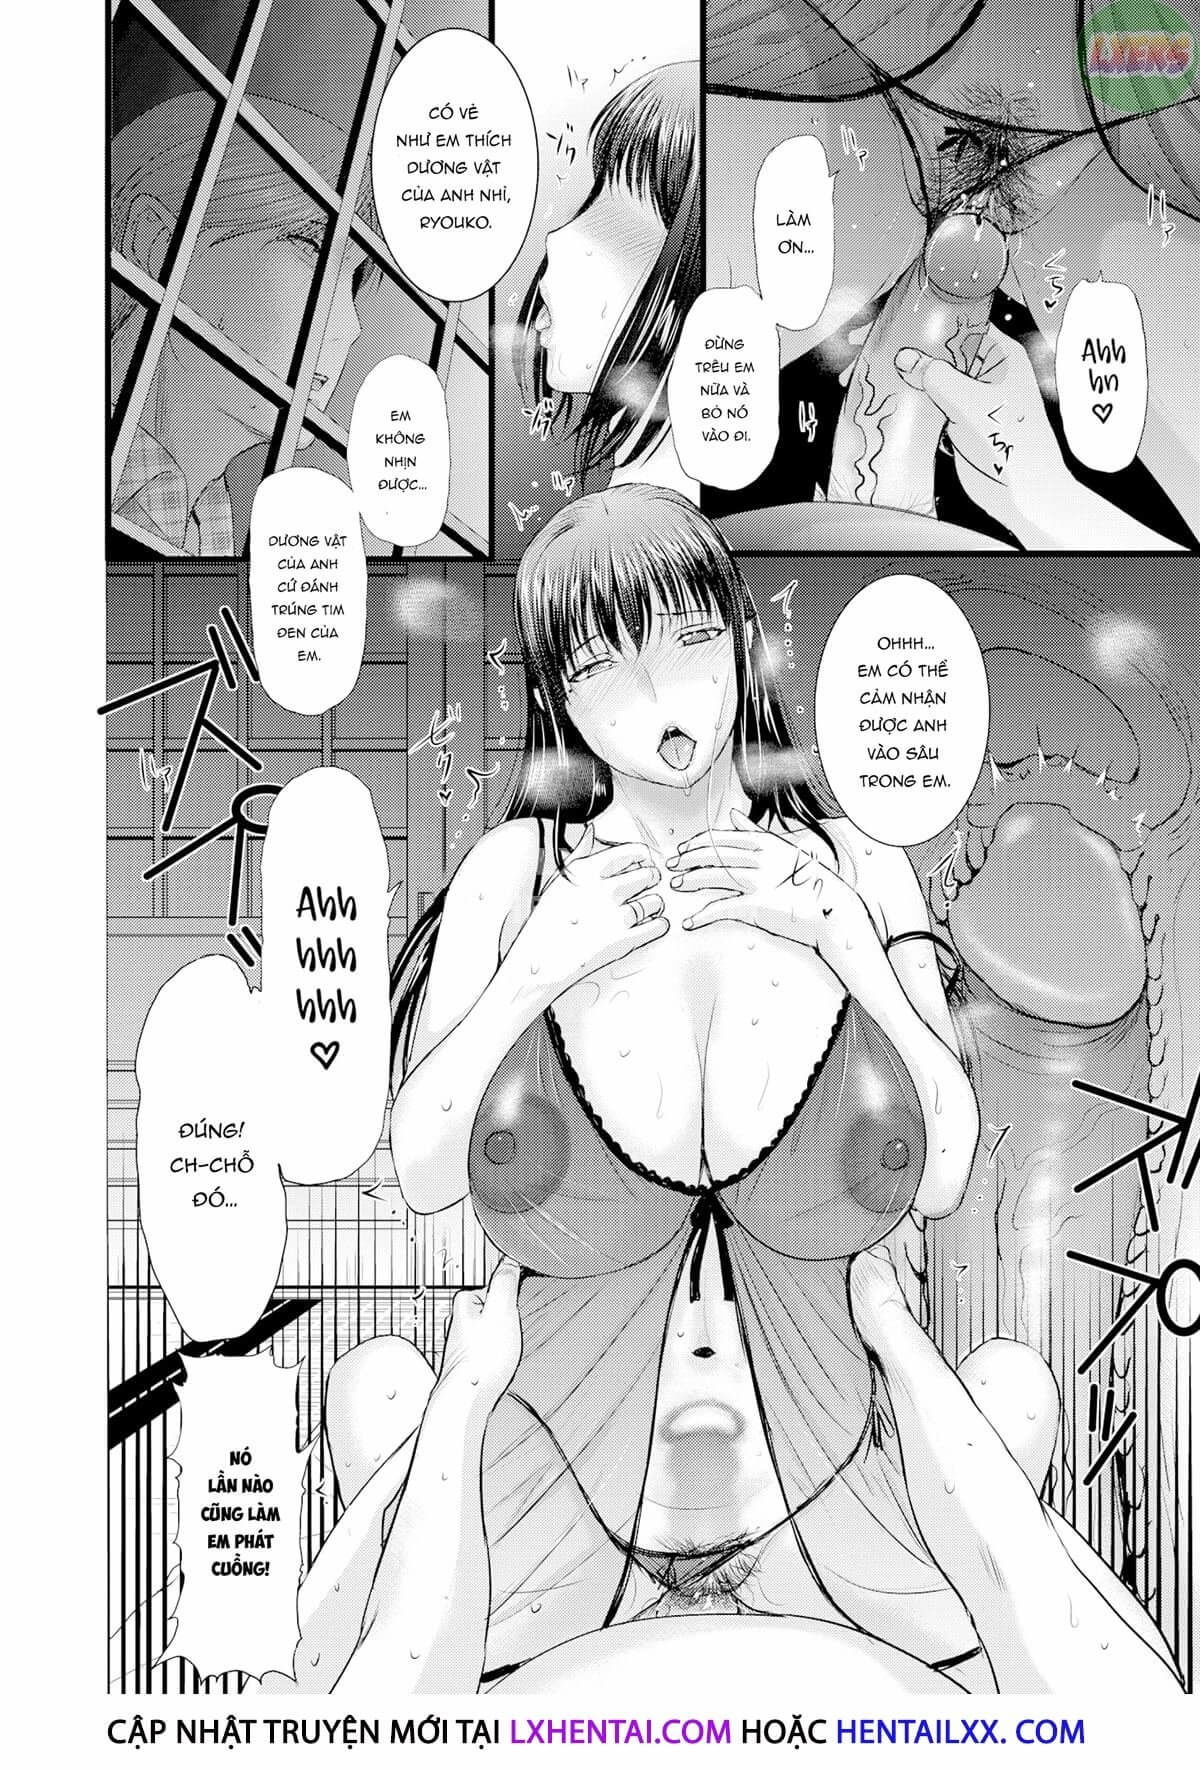 LXERS
CÓ VẺ
NHƯ EM THÍCH
DƯƠNG VẬT
CỦA ANH NHỈ,
RYOUKO.
LÀM
ƠN...
ĐỪNG
TRÊU EM
NỮA VÀ
BỎ NÓ
VÀO ĐI.
Ahh
hn
♡
EM
KHÔNG
NHỊN
ĐƯỢC...
DƯƠNG VẬT
CỦA ANH
CỨ ĐÁNH
TRÚNG TIM
ĐEN CỦA
EM.
OHHH...
EM CÓ THỂ
CẢM NHẬN
ĐƯỢC ANH
VÀO SÂU
TRONG EM.
Ahh
hhh
hhh
♡
ĐÚNG!
CH-CHỖ
ĐÓ...
NÓ
LẦN NÀO
CŨNG LÀM
EM PHÁT
CUỒNG!
CẬP NHẬT TRUYỆN MỚI TẠI LXHENTAI.COM HOẶC HENTAILXX. COM